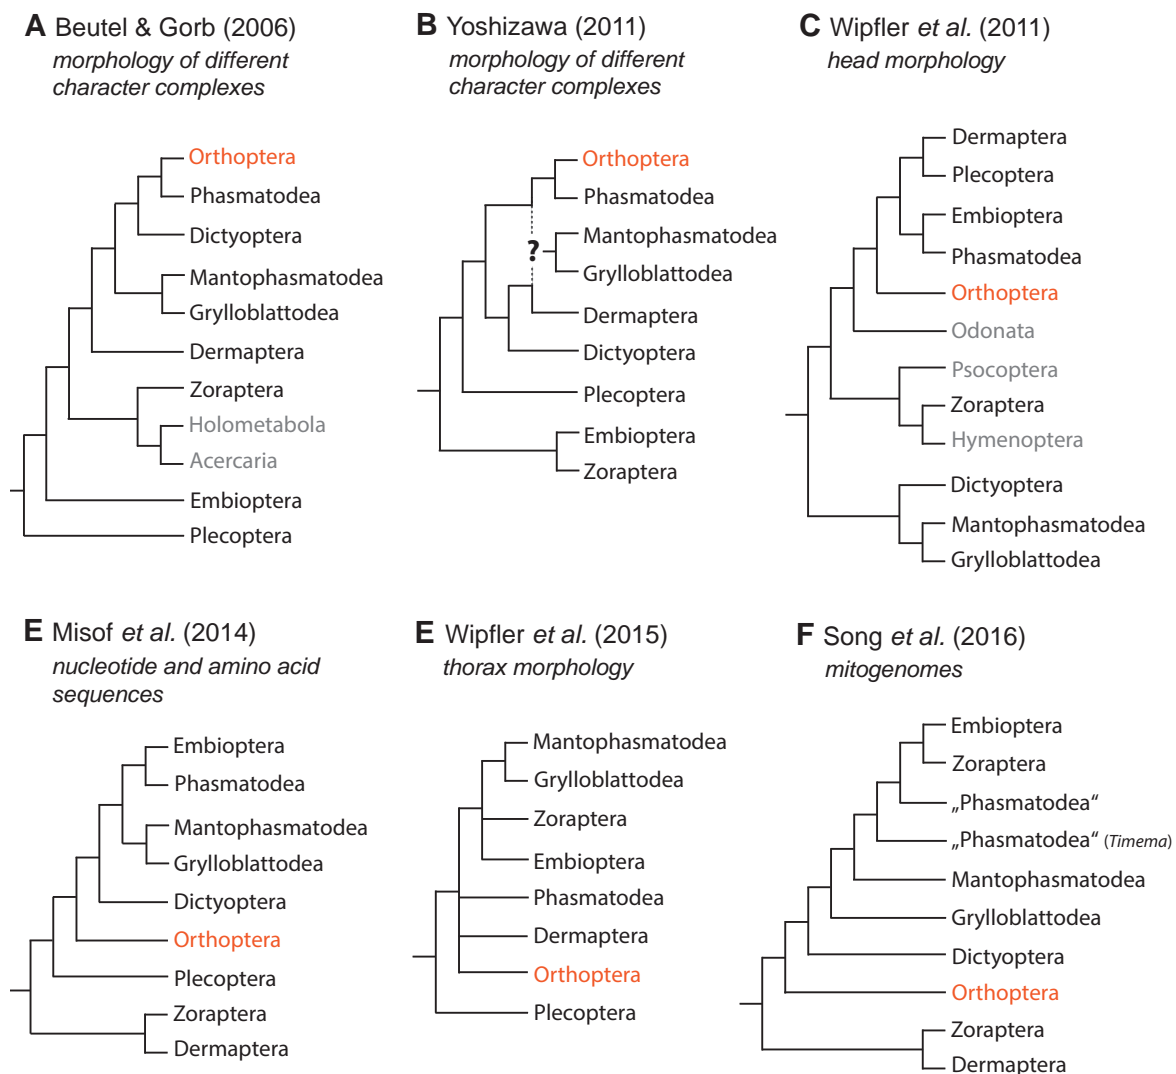 A Beutel & Gorb (2006)
morphology of different
character complexes
Orthoptera
Phasmatodea
Dictyoptera
Mantophasmatodea
Grylloblattodea
Dermaptera
Zoraptera
Holometabola
Acercaria
Embioptera
Plecoptera
B Yoshizawa (2011)
morphology of different
character complexes
Orthoptera
Phasmatodea
Mantophasmatodea
?
Grylloblattodea
Dermaptera
Dictyoptera
Plecoptera
Embioptera
Zoraptera
C Wipfler et al. (2011)
head morphology
Dermaptera
Plecoptera
Embioptera
Phasmatodea
Orthoptera
Odonata
Psocoptera
Zoraptera
Hymenoptera
Dictyoptera
Mantophasmatodea
Grylloblattodea
E Misof et al. (2014)
nucleotide and amino acid
sequences
Embioptera
Phasmatodea
Mantophasmatodea
Grylloblattodea
Dictyoptera
Orthoptera
Plecoptera
Zoraptera
Dermaptera
E Wipfler et al. (2015)
thorax morphology
Mantophasmatodea
Grylloblattodea
Zoraptera
Embioptera
Phasmatodea
Dermaptera
Orthoptera
Plecoptera
F Song et al. (2016)
mitogenomes
Embioptera
Zoraptera
„Phasmatodea“
„Phasmatodea“ (Timema)
Mantophasmatodea
Grylloblattodea
Dictyoptera
Orthoptera
Zoraptera
Dermaptera